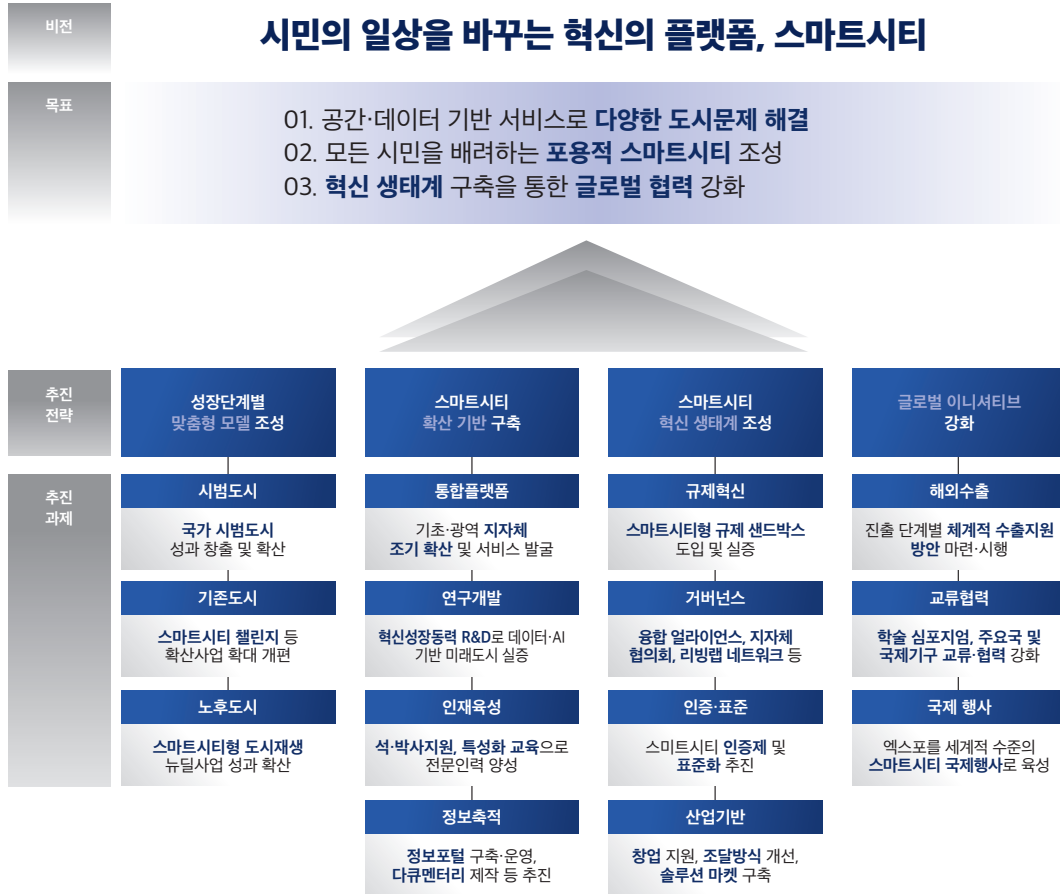 비전
시민의 일상을 바꾸는 혁신의 플랫폼, 스마트시티
목표
01. 공간·데이터 기반 서비스로 다양한 도시문제 해결
02. 모든 시민을 배려하는 포용적 스마트시티 조성
03. 혁신 생태계 구축을 통한 글로벌 협력 강화
추진
전략
성장단계별
맞춤형 모델 조성
스마트시티
확산 기반 구축
스마트시티
혁신 생태계 조성
글로벌 이니셔티브
강화
추진
과제
시범도시
국가 시범도시
성과 창출 및 확산
기존도시
스마트시티 챌린지 등
확산사업 확대 개편
노후도시
스마트시티형 도시재생
뉴딜사업 성과 확산
통합플랫폼
기초·광역 지자체
조기 확산 및 서비스 발굴
연구개발
혁신성장동력 R&D로 데이터·AI
기반 미래도시 실증
인재육성
석·박사지원, 특성화 교육으로
전문인력 양성
정보축적
정보포털 구축·운영,
다큐멘터리 제작 등 추진
규제혁신
스마트시티형 규제 샌드박스
도입 및 실증
거버넌스
융합 얼라이언스, 지자체
협의회, 리빙랩 네트워크 등
인증·표준
스미트시티 인증제 및
표준화 추진
산업기반
창업 지원, 조달방식 개선,
솔루션 마켓 구축
해외수출
진출 단계별 체계적 수출지원
방안 마련·시행
교류협력
학술 심포지엄, 주요국 및
국제기구 교류·협력 강화
국제 행사
엑스포를 세계적 수준의
스마트시티 국제행사로 육성